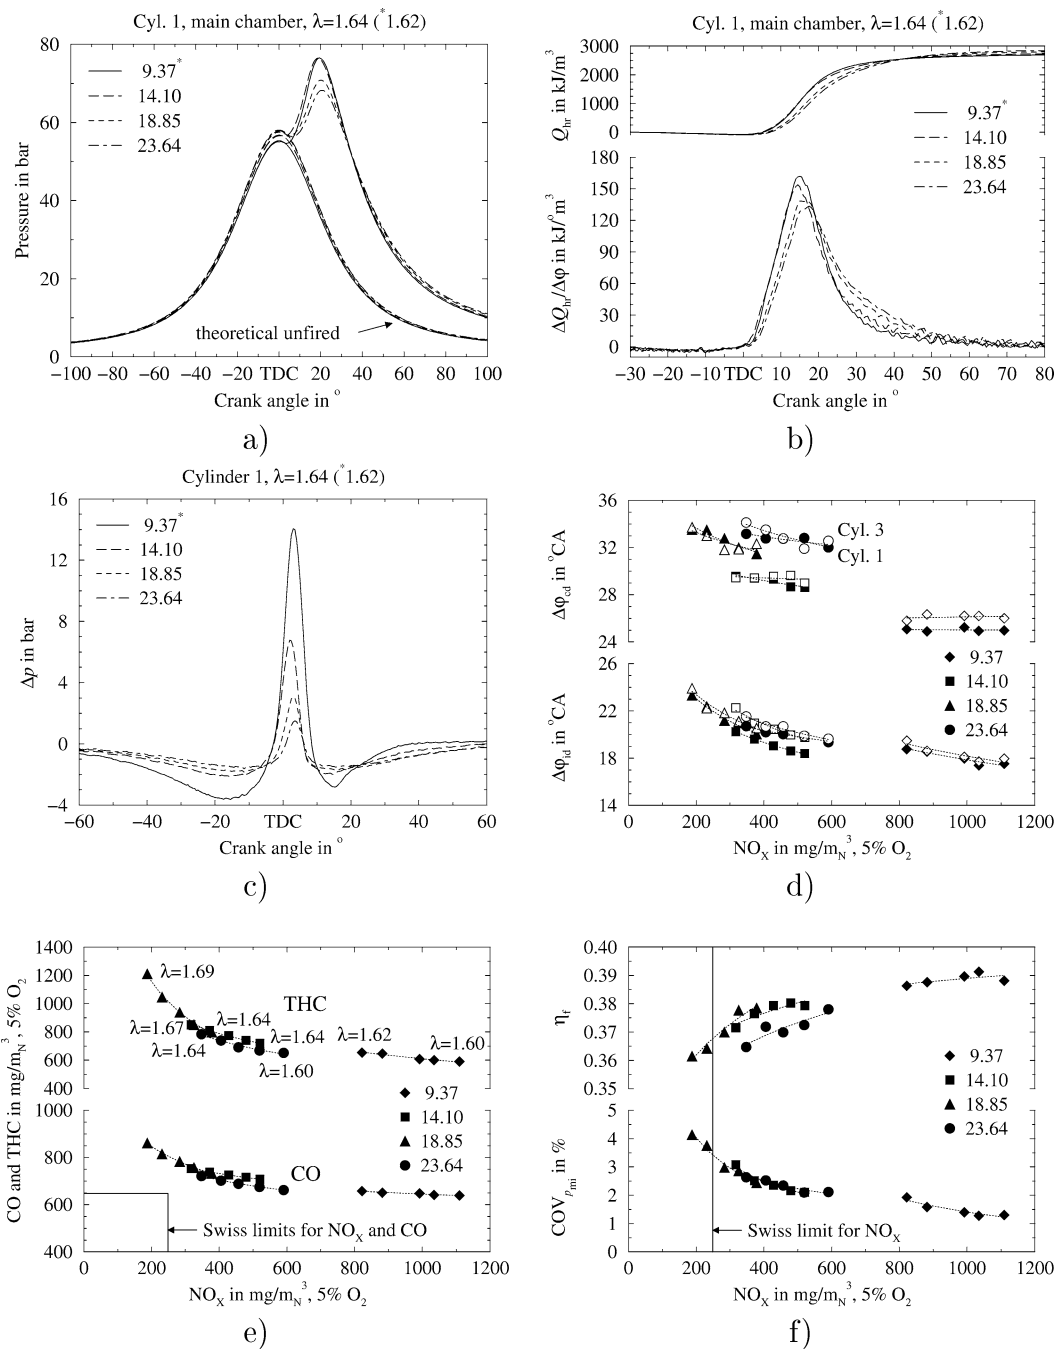 Cyl. 1, main chamber, λ=1.64 (*1.62)
80
60
40
20
0
Pressure in bar
9.37*
14.10
18.85
23.64
theoretical unfired
−100 −80 −60 −40 −20 TDC 20 40 60 80 100
Crank angle in °
a)
Cyl. 1, main chamber, λ=1.64 (*1.62)
3000
2000
1000
0
Qhr in kJ/m3
180
150
120
90
60
30
0
ΔQhr/Δφ in kJ/°m3
9.37*
14.10
18.85
23.64
−30 −20 −10 TDC 10 20 30 40 50 60 70 80
Crank angle in °
b)
Cylinder 1, λ=1.64 (*1.62)
16
12
8
4
0
−4
Δp in bar
9.37*
14.10
18.85
23.64
−60 −40 −20 TDC 20 40 60
Crank angle in °
c)
36
32
28
24
Δφcd in °CA
Cyl. 3
Cyl. 1
26
22
18
14
Δφid in °CA
9.37
14.10
18.85
23.64
0 200 400 600 800 1000 1200
NOX in mg/mN3, 5% O2
d)
1400
1200
1000
800
600
400
CO and THC in mg/mN3, 5% O2
λ=1.69
THC
λ=1.67
λ=1.64
λ=1.64
λ=1.64
λ=1.60
λ=1.62
λ=1.60
9.37
14.10
18.85
23.64
1000
800
600
400
CO
Swiss limits for NOX and CO
0 200 400 600 800 1000 1200
NOX in mg/mN3, 5% O2
e)
0.40
0.39
0.38
0.37
0.36
0.35
ηf
9.37
14.10
18.85
23.64
5
4
3
2
1
0
COVpmi in %
Swiss limit for NOX
0 200 400 600 800 1000 1200
NOX in mg/mN3, 5% O2
f)